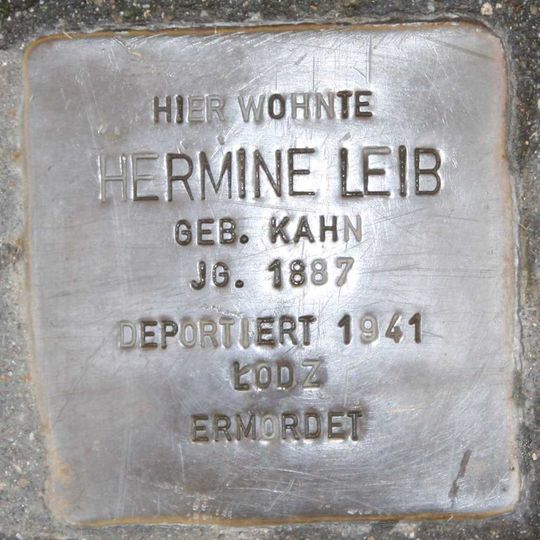 HIER WOHNTE
HERMINE LEIB
GEB. KAHN
JG. 1887
DEPORTIERT 1941
ŁODZ
ERMORDET